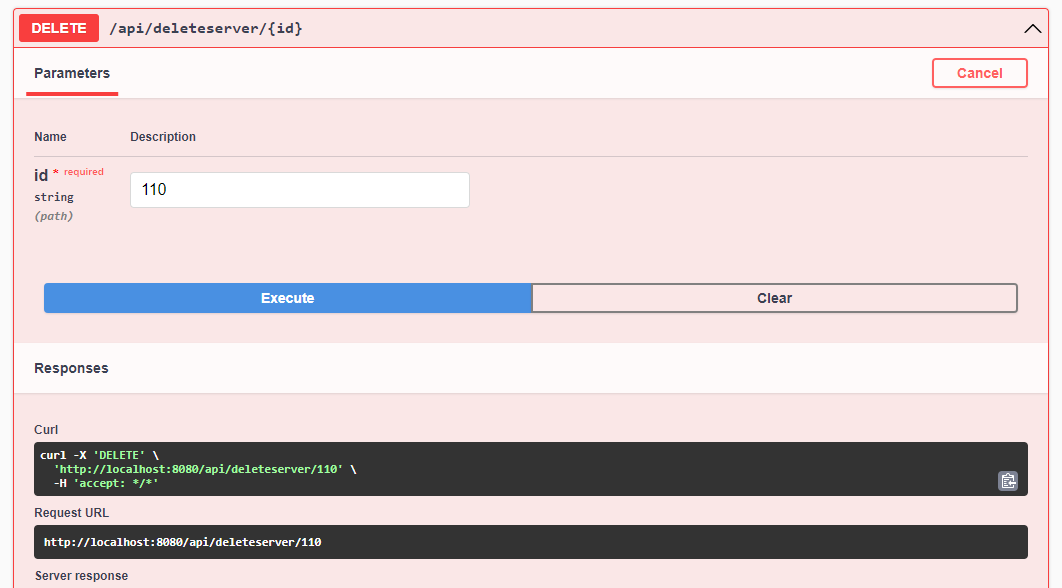 DELETE /api/deleteserver/{id}
Parameters Cancel
Name Description
id * required
string
(path)
110
Execute Clear
Responses
Curl
curl -X 'DELETE' \
'http://localhost:8080/api/deleteserver/110' \
-H 'accept: */*'
Request URL
http://localhost:8080/api/deleteserver/110
Server response